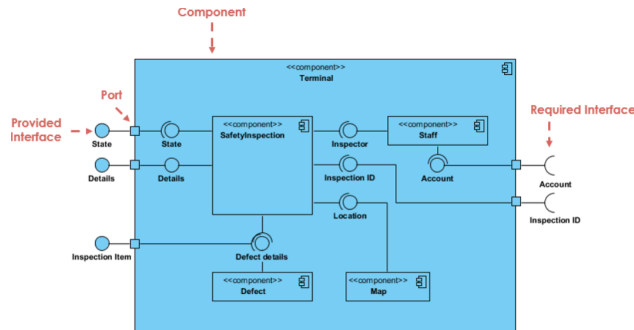 Component
<<component>>
Terminal
Port
Provided
Interface
Required Interface
<<component>>
SafetyInspection
<<component>>
Staff
State
State
Inspector
Details
Details
Inspection ID
Account
Account
Location
Inspection ID
Inspection Item
Defect details
<<component>>
Defect
<<component>>
Map